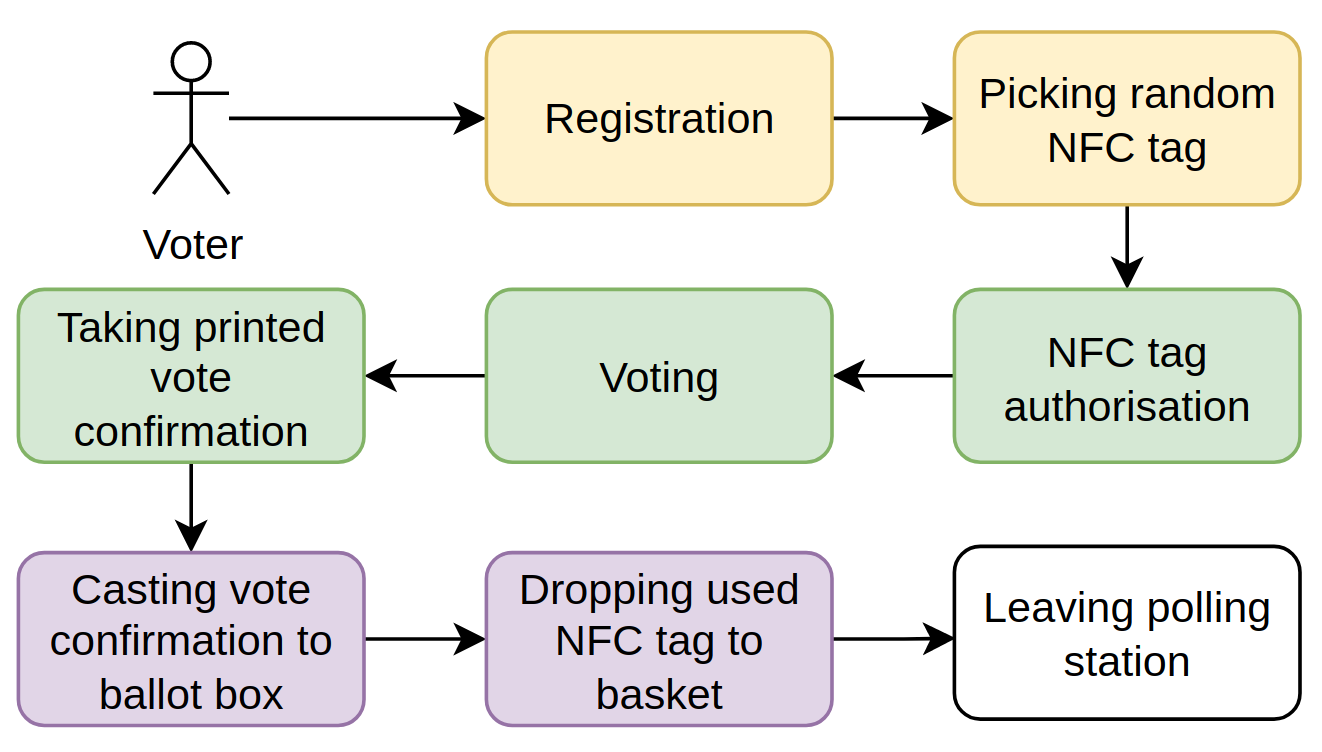 Voter
Registration
Picking random
NFC tag
NFC tag
authorisation
Voting
Taking printed
vote
confirmation
Casting vote
confirmation to
ballot box
Dropping used
NFC tag to
basket
Leaving polling
station